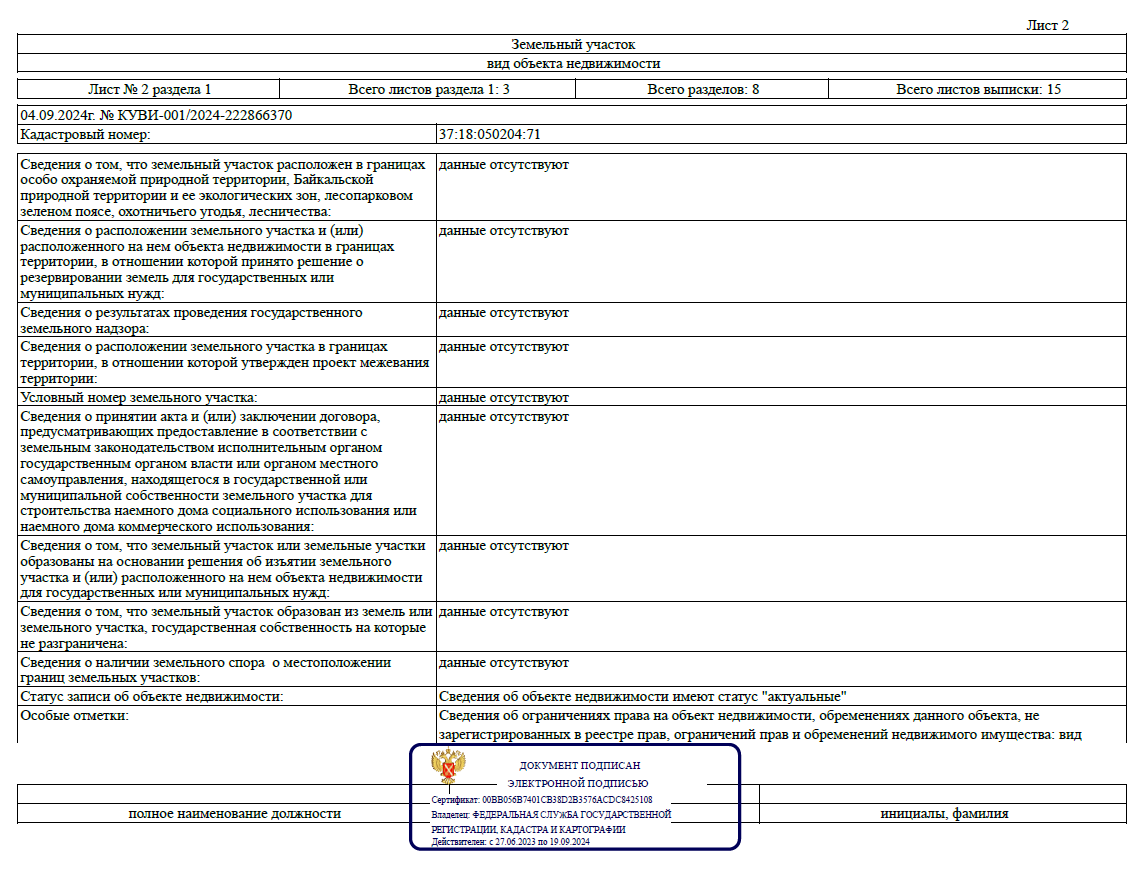 Лист 2
Земельный участок
вид объекта недвижимости
Лист № 2 раздела 1
Всего листов раздела 1: 3
Всего разделов: 8
Всего листов выписки: 15
04.09.2024г. № КУВИ-001/2024-222866370
Кадастровый номер:
37:18:050204:71
Сведения о том, что земельный участок расположен в границах
особо охраняемой природной территории, Байкальской
природной территории и ее экологических зон, лесопарковом
зеленом поясе, охотничьего угодья, лесничества:
данные отсутствуют
Сведения о расположении земельного участка и (или)
расположенного на нем объекта недвижимости в границах
территории, в отношении которой принято решение о
резервировании земель для государственных или
муниципальных нужд:
данные отсутствуют
Сведения о результатах проведения государственного
земельного надзора:
данные отсутствуют
Сведения о расположении земельного участка в границах
территории, в отношении которой утвержден проект межевания
территории:
данные отсутствуют
Условный номер земельного участка:
данные отсутствуют
Сведения о принятии акта и (или) заключении договора,
предусматривающих предоставление в соответствии с
земельным законодательством исполнительным органом
государственным органом власти или органом местного
самоуправления, находящегося в государственной или
муниципальной собственности земельного участка для
строительства наемного дома социального использования или
наемного дома коммерческого использования:
данные отсутствуют
Сведения о том, что земельный участок или земельные участки
образованы на основании решения об изъятии земельного
участка и (или) расположенного на нем объекта недвижимости
для государственных или муниципальных нужд:
данные отсутствуют
Сведения о том, что земельный участок образован из земель или
земельного участка, государственная собственность на которые
не разграничена:
данные отсутствуют
Сведения о наличии земельного спора о местоположении
границ земельных участков:
данные отсутствуют
Статус записи об объекте недвижимости:
Сведения об объекте недвижимости имеют статус "актуальные"
Особые отметки:
Сведения об ограничениях права на объект недвижимости, обременениях данного объекта, не
зарегистрированных в реестре прав, ограничений прав и обременений недвижимого имущества: вид
ДОКУМЕНТ ПОДПИСАН
ЭЛЕКТРОННОЙ ПОДПИСЬЮ
Сертификат: 00BB056B7401CB38D2B3576ACDC8425108
Владелец: ФЕДЕРАЛЬНАЯ СЛУЖБА ГОСУДАРСТВЕННОЙ
РЕГИСТРАЦИИ, КАДАСТРА И КАРТОГРАФИИ
Действителен: с 27.06.2023 по 19.09.2024
полное наименование должности
инициалы, фамилия